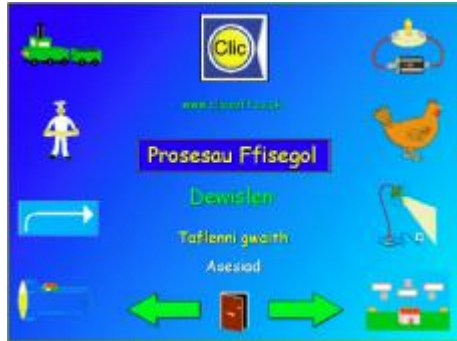 Clic
Prosesau Ffisegol
Dewislen
Taflenni gwaith
Asesiad